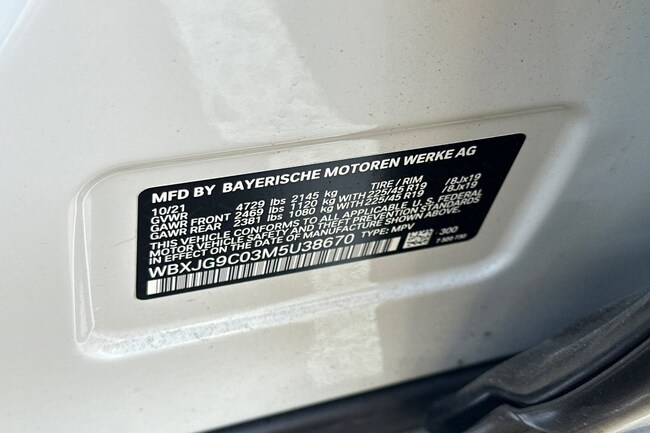 MFD BY BAYERISCHE MOTOREN WERKE AG
10/21 TIRE / RIM
GVWR 4729 lbs 2145 kg
GAWR FRONT 2469 lbs 1120 kg WITH 225/45 R19 /8Jx19
GAWR REAR 2381 lbs 1080 kg WITH 225/45 R19 /8Jx19
THIS VEHICLE CONFORMS TO ALL APPLICABLE U.S. FEDERAL
MOTOR VEHICLE SAFETY AND THEFT PREVENTION STANDARDS
IN EFFECT ON THE DATE OF MANUFACTURE SHOWN ABOVE.
WBXJG9C03M5U38670 TYPE: MPV
300